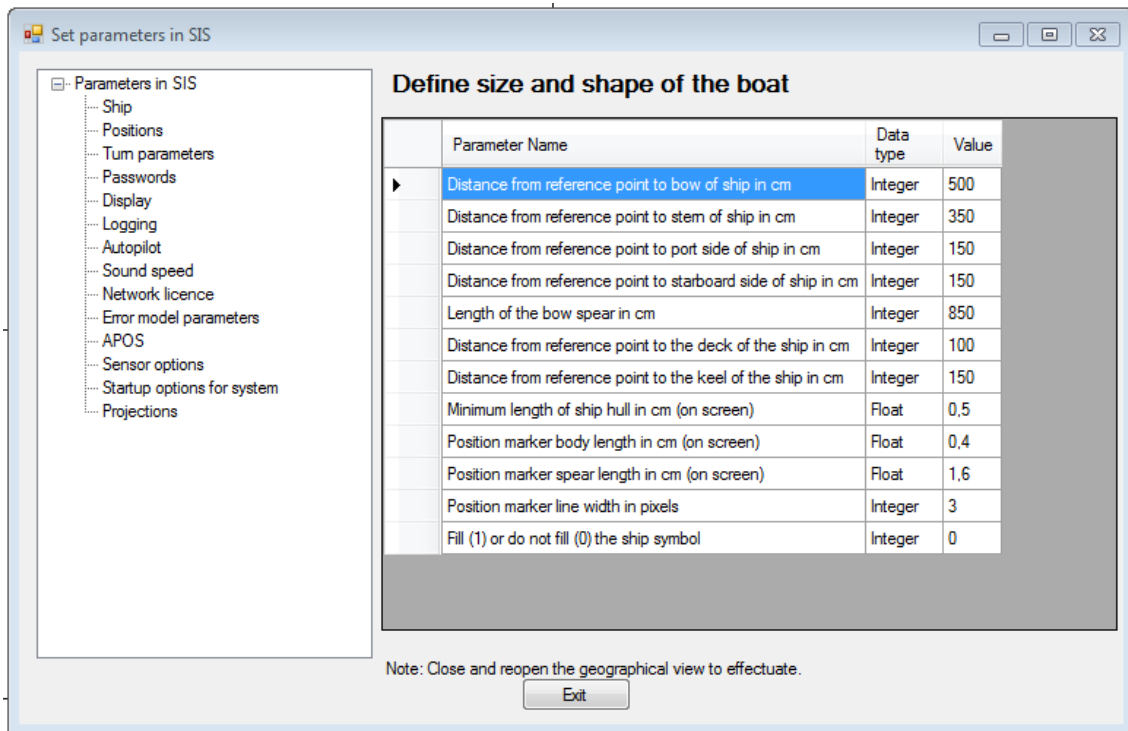 Set parameters in SIS
Parameters in SIS
Ship
Positions
Turn parameters
Passwords
Display
Logging
Autopilot
Sound speed
Network licence
Error model parameters
APOS
Sensor options
Startup options for system
Projections
Define size and shape of the boat
Parameter Name Data type Value
Distance from reference point to bow of ship in cm Integer 500
Distance from reference point to stern of ship in cm Integer 350
Distance from reference point to port side of ship in cm Integer 150
Distance from reference point to starboard side of ship in cm Integer 150
Length of the bow spear in cm Integer 850
Distance from reference point to the deck of the ship in cm Integer 100
Distance from reference point to the keel of the ship in cm Integer 150
Minimum length of ship hull in cm (on screen) Float 0,5
Position marker body length in cm (on screen) Float 0,4
Position marker spear length in cm (on screen) Float 1,6
Position marker line width in pixels Integer 3
Fill (1) or do not fill (0) the ship symbol Integer 0
Note: Close and reopen the geographical view to effectuate.
Exit